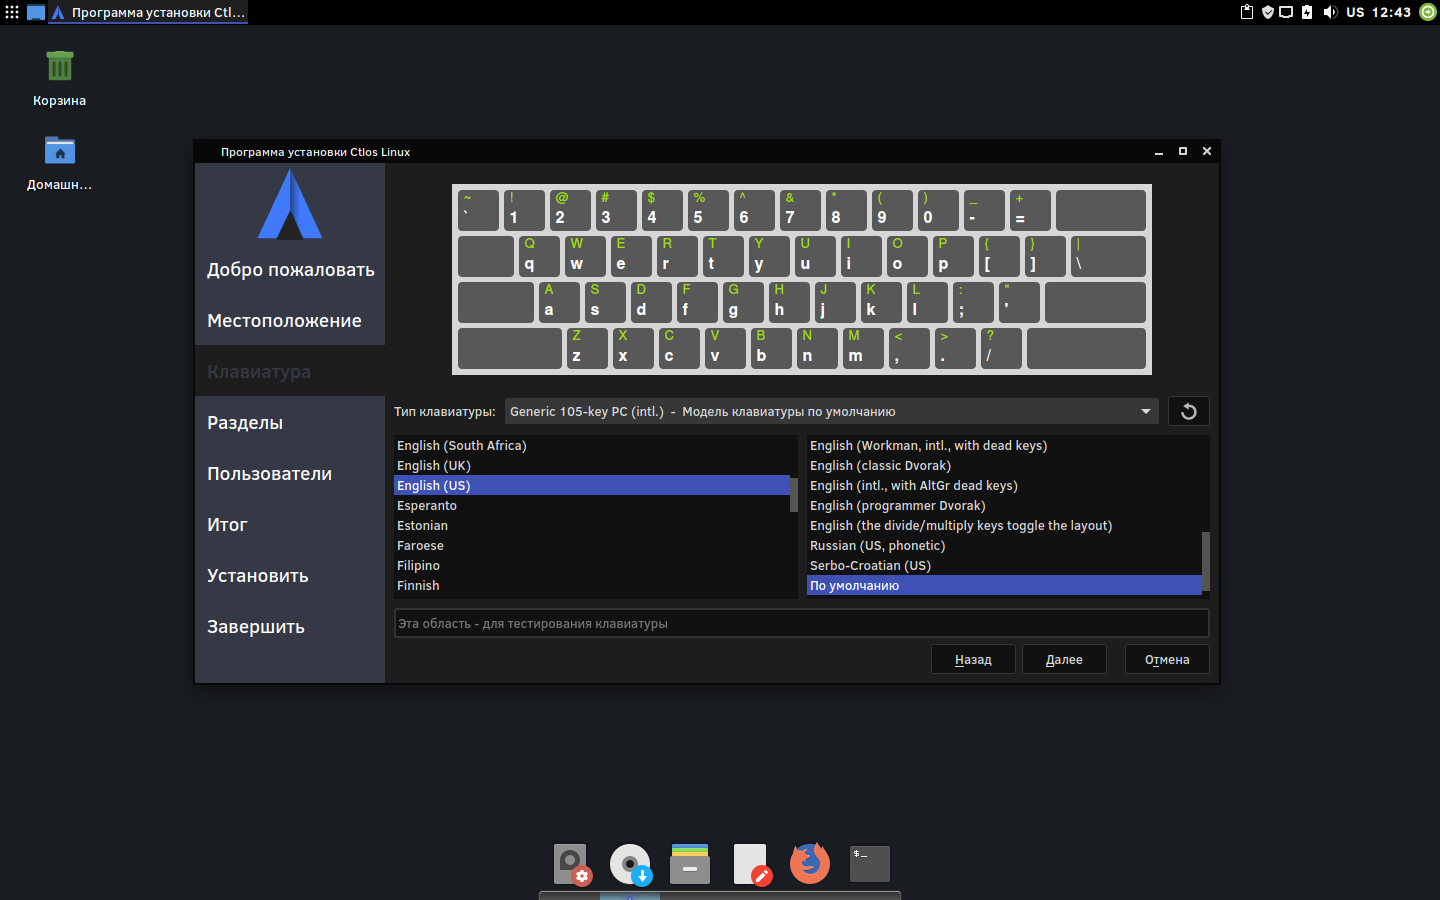 Программа установки Ctl...
US 12:43
Корзина
Домашн...
Программа установки Ctlos Linux
Добро пожаловать
Местоположение
Клавиатура
Разделы
Пользователи
Итог
Установить
Завершить
~ ! @ # $ % ^ & * ( ) _ +
` 1 2 3 4 5 6 7 8 9 0 - =
Q W E R T Y U I O P { } |
q w e r t y u i o p [ ] \
A S D F G H J K L : "
a s d f g h j k l ; '
Z X C V B N M < > ?
z x c v b n m , . /
Тип клавиатуры: Generic 105-key PC (intl.) - Модель клавиатуры по умолчанию
English (South Africa)
English (UK)
English (US)
Esperanto
Estonian
Faroese
Filipino
Finnish
English (Workman, intl., with dead keys)
English (classic Dvorak)
English (intl., with AltGr dead keys)
English (programmer Dvorak)
English (the divide/multiply keys toggle the layout)
Russian (US, phonetic)
Serbo-Croatian (US)
По умолчанию
Эта область - для тестирования клавиатуры
Назад
Далее
Отмена
$_